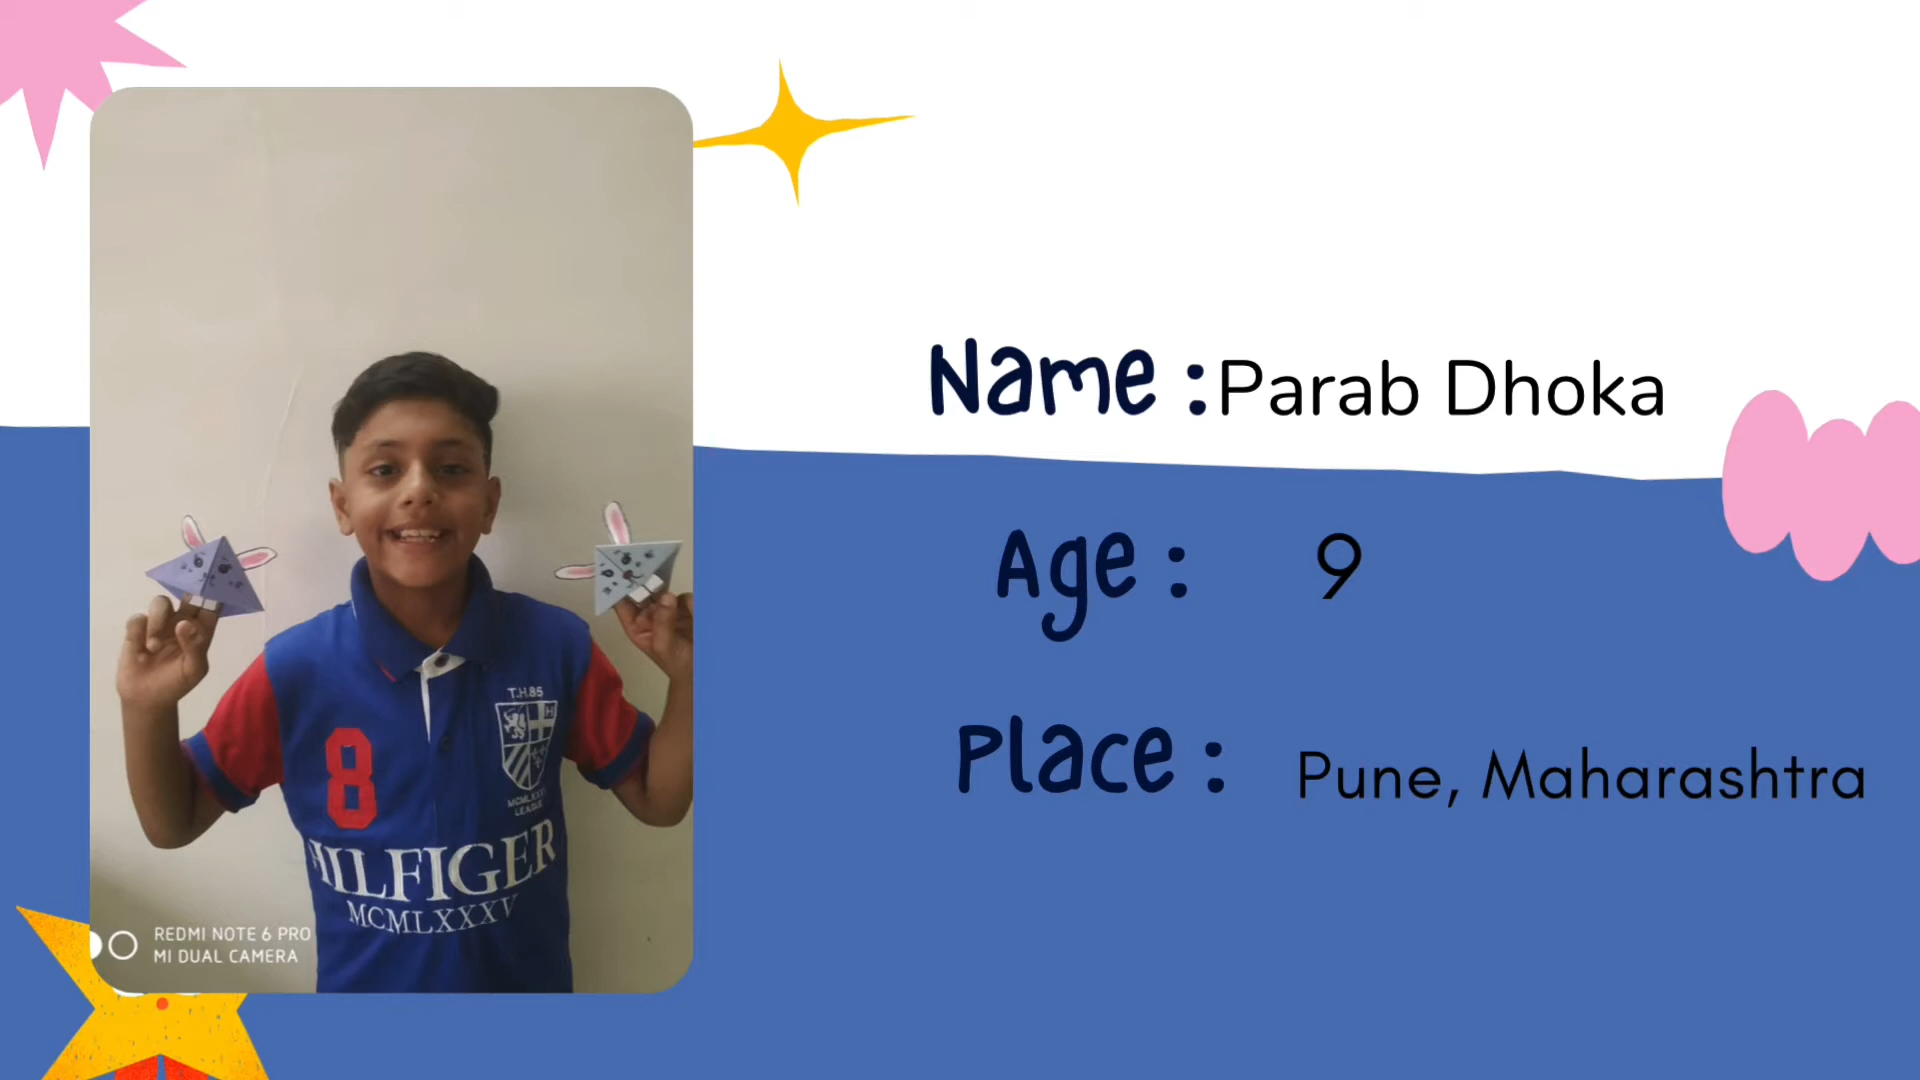 Name : Parab Dhoka
Age : 9
Place : Pune, Maharashtra
T.H.85
H
LEAGUE
8
HILFIGER
MCMLXXXV
REDMI NOTE 6 PRO
MI DUAL CAMERA